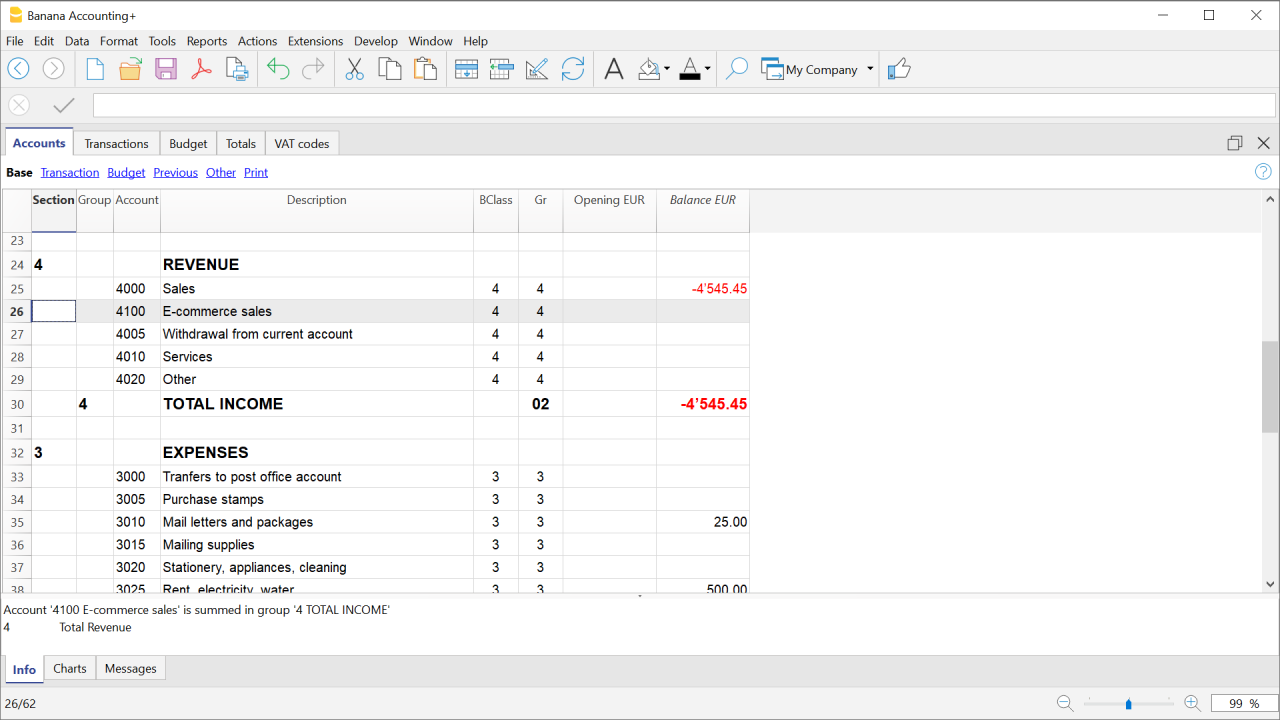 Banana Accounting+
File Edit Data Format Tools Reports Actions Extensions Develop Window Help
My Company
Accounts Transactions Budget Totals VAT codes
Base Transaction Budget Previous Other Print
Section Group Account Description BClass Gr Opening EUR Balance EUR
23
24 4 REVENUE
25 4000 Sales 4 4 -4'545.45
26 4100 E-commerce sales 4 4
27 4005 Withdrawal from current account 4 4
28 4010 Services 4 4
29 4020 Other 4 4
30 4 TOTAL INCOME 02 -4'545.45
31
32 3 EXPENSES
33 3000 Tranfers to post office account 3 3
34 3005 Purchase stamps 3 3
35 3010 Mail letters and packages 3 3 25.00
36 3015 Mailing supplies 3 3
37 3020 Stationery, appliances, cleaning 3 3
38 3025 Rent, electricity, water 3 3 500.00
Account '4100 E-commerce sales' is summed in group '4 TOTAL INCOME'
4 Total Revenue
Info Charts Messages
26/62 99 %